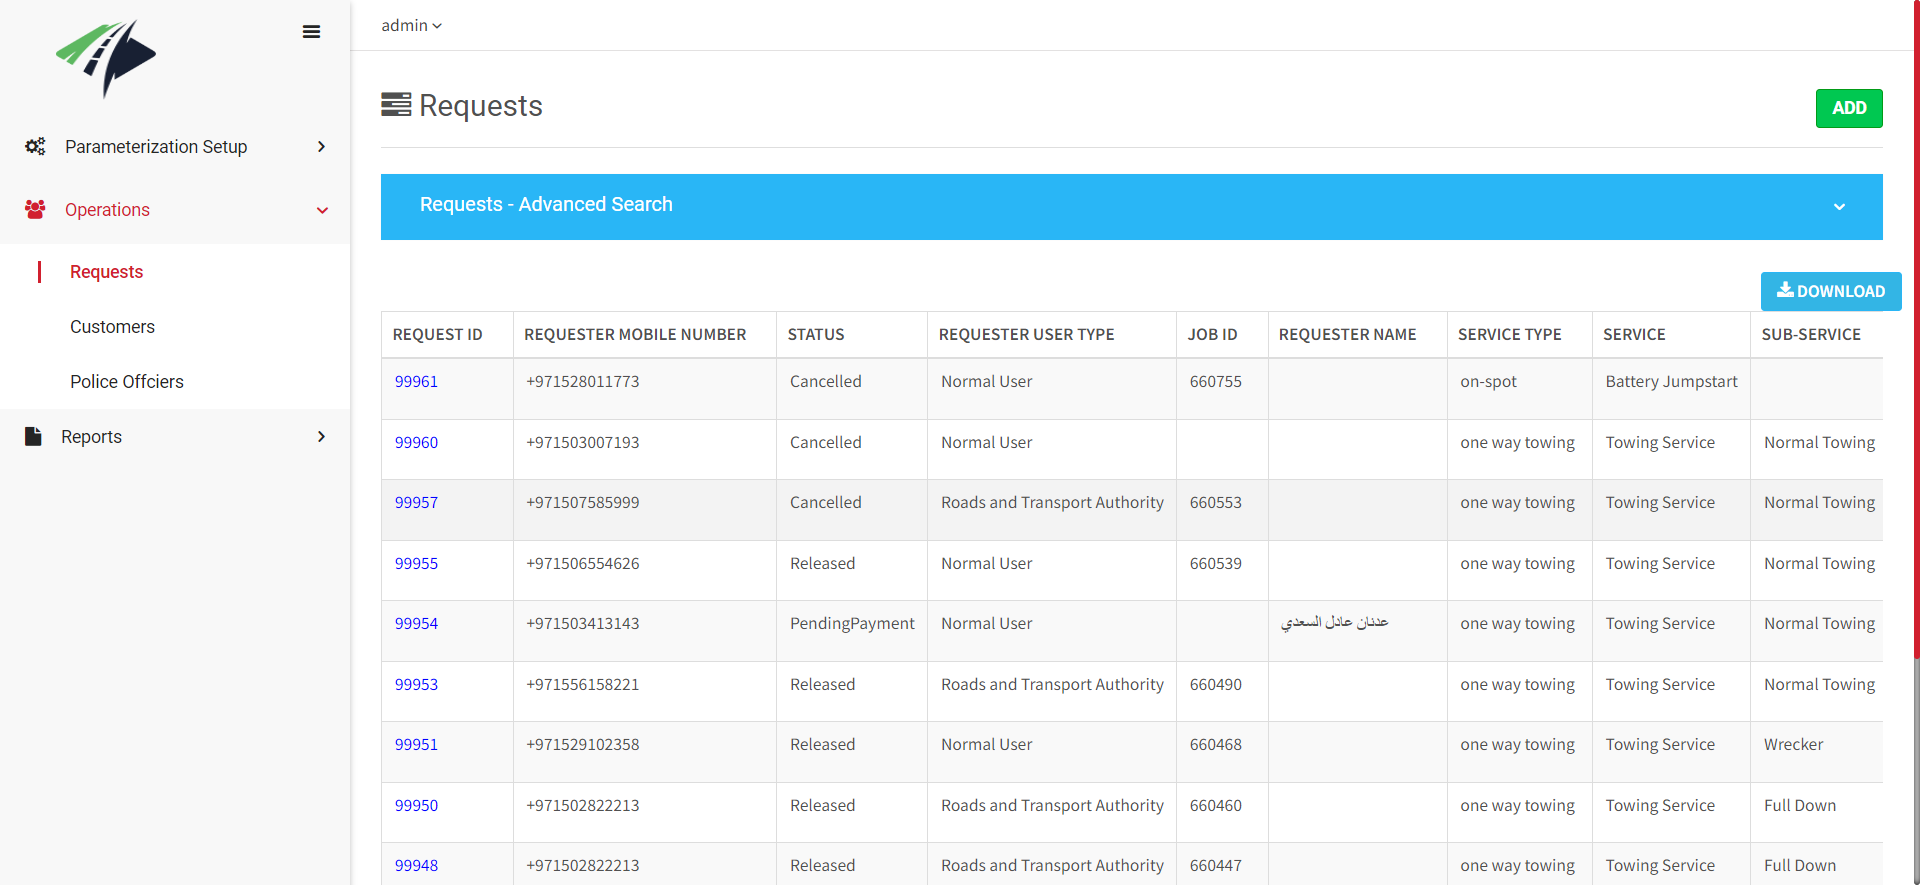 admin
Requests
ADD
Parameterization Setup
Operations
Requests
Customers
Police Offciers
Reports
Requests - Advanced Search
DOWNLOAD
REQUEST ID REQUESTER MOBILE NUMBER STATUS REQUESTER USER TYPE JOB ID REQUESTER NAME SERVICE TYPE SERVICE SUB-SERVICE
99961 +971528011773 Cancelled Normal User 660755 on-spot Battery Jumpstart
99960 +971503007193 Cancelled Normal User one way towing Towing Service Normal Towing
99957 +971507585999 Cancelled Roads and Transport Authority 660553 one way towing Towing Service Normal Towing
99955 +971506554626 Released Normal User 660539 one way towing Towing Service Normal Towing
99954 +971503413143 PendingPayment Normal User عدنان عادل السعدي one way towing Towing Service Normal Towing
99953 +971556158221 Released Roads and Transport Authority 660490 one way towing Towing Service Normal Towing
99951 +971529102358 Released Normal User 660468 one way towing Towing Service Wrecker
99950 +971502822213 Released Roads and Transport Authority 660460 one way towing Towing Service Full Down
99948 +971502822213 Released Roads and Transport Authority 660447 one way towing Towing Service Full Down